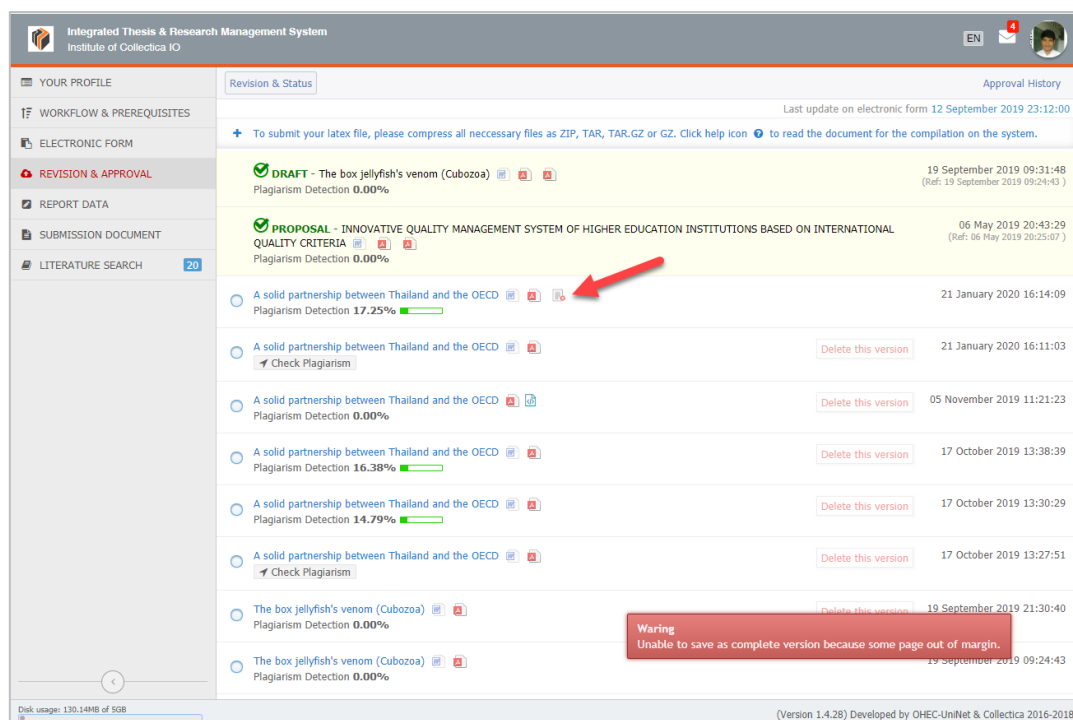 Integrated Thesis & Research Management System
Institute of Collectica IO
EN
4
YOUR PROFILE
WORKFLOW & PREREQUISITES
ELECTRONIC FORM
REVISION & APPROVAL
REPORT DATA
SUBMISSION DOCUMENT
LITERATURE SEARCH 20
Revision & Status
Approval History
Last update on electronic form 12 September 2019 23:12:00
+ To submit your latex file, please compress all neccessary files as ZIP, TAR, TAR.GZ or GZ. Click help icon ? to read the document for the compilation on the system.
DRAFT - The box jellyfish's venom (Cubozoa)
19 September 2019 09:31:48
Plagiarism Detection 0.00%
(Ref: 19 September 2019 09:24:43 )
PROPOSAL - INNOVATIVE QUALITY MANAGEMENT SYSTEM OF HIGHER EDUCATION INSTITUTIONS BASED ON INTERNATIONAL
06 May 2019 20:43:29
QUALITY CRITERIA
(Ref: 06 May 2019 20:25:07 )
Plagiarism Detection 0.00%
A solid partnership between Thailand and the OECD
21 January 2020 16:14:09
Plagiarism Detection 17.25%
A solid partnership between Thailand and the OECD
Delete this version
21 January 2020 16:11:03
Check Plagiarism
A solid partnership between Thailand and the OECD
Delete this version
05 November 2019 11:21:23
Plagiarism Detection 0.00%
A solid partnership between Thailand and the OECD
Delete this version
17 October 2019 13:38:39
Plagiarism Detection 16.38%
A solid partnership between Thailand and the OECD
Delete this version
17 October 2019 13:30:29
Plagiarism Detection 14.79%
A solid partnership between Thailand and the OECD
Delete this version
17 October 2019 13:27:51
Check Plagiarism
The box jellyfish's venom (Cubozoa)
Delete this version
19 September 2019 21:30:40
Plagiarism Detection 0.00%
Waring
Unable to save as complete version because some page out of margin.
The box jellyfish's venom (Cubozoa)
19 September 2019 09:24:43
Plagiarism Detection 0.00%
Disk usage: 130.14MB of 5GB
(Version 1.4.28) Developed by OHEC-UniNet & Collectica 2016-2018